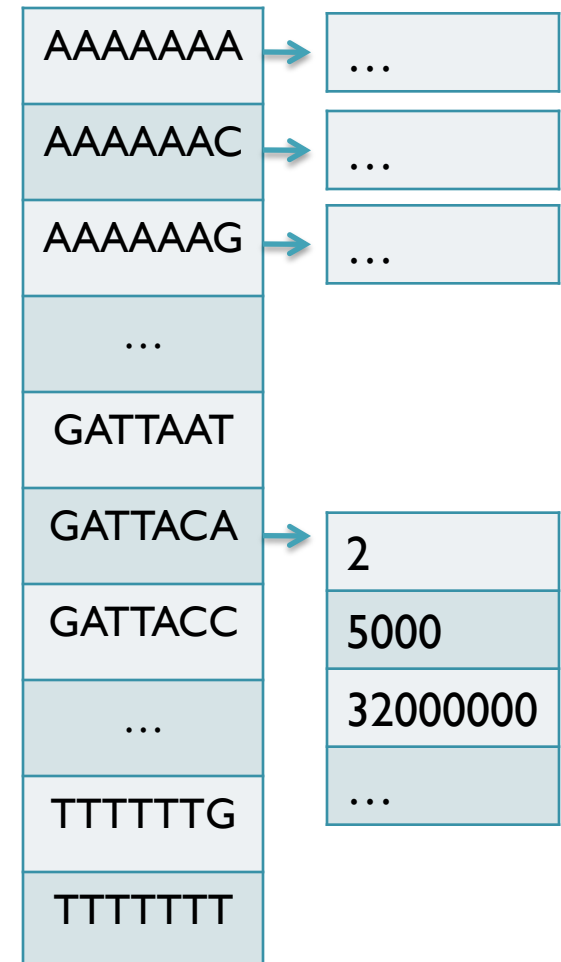 AAAAAAA
…
AAAAAAC
…
AAAAAAG
…
…
GATTAAT
GATTACA
2
5000
32000000
…
GATTACC
…
TTTTTTG
TTTTTTT